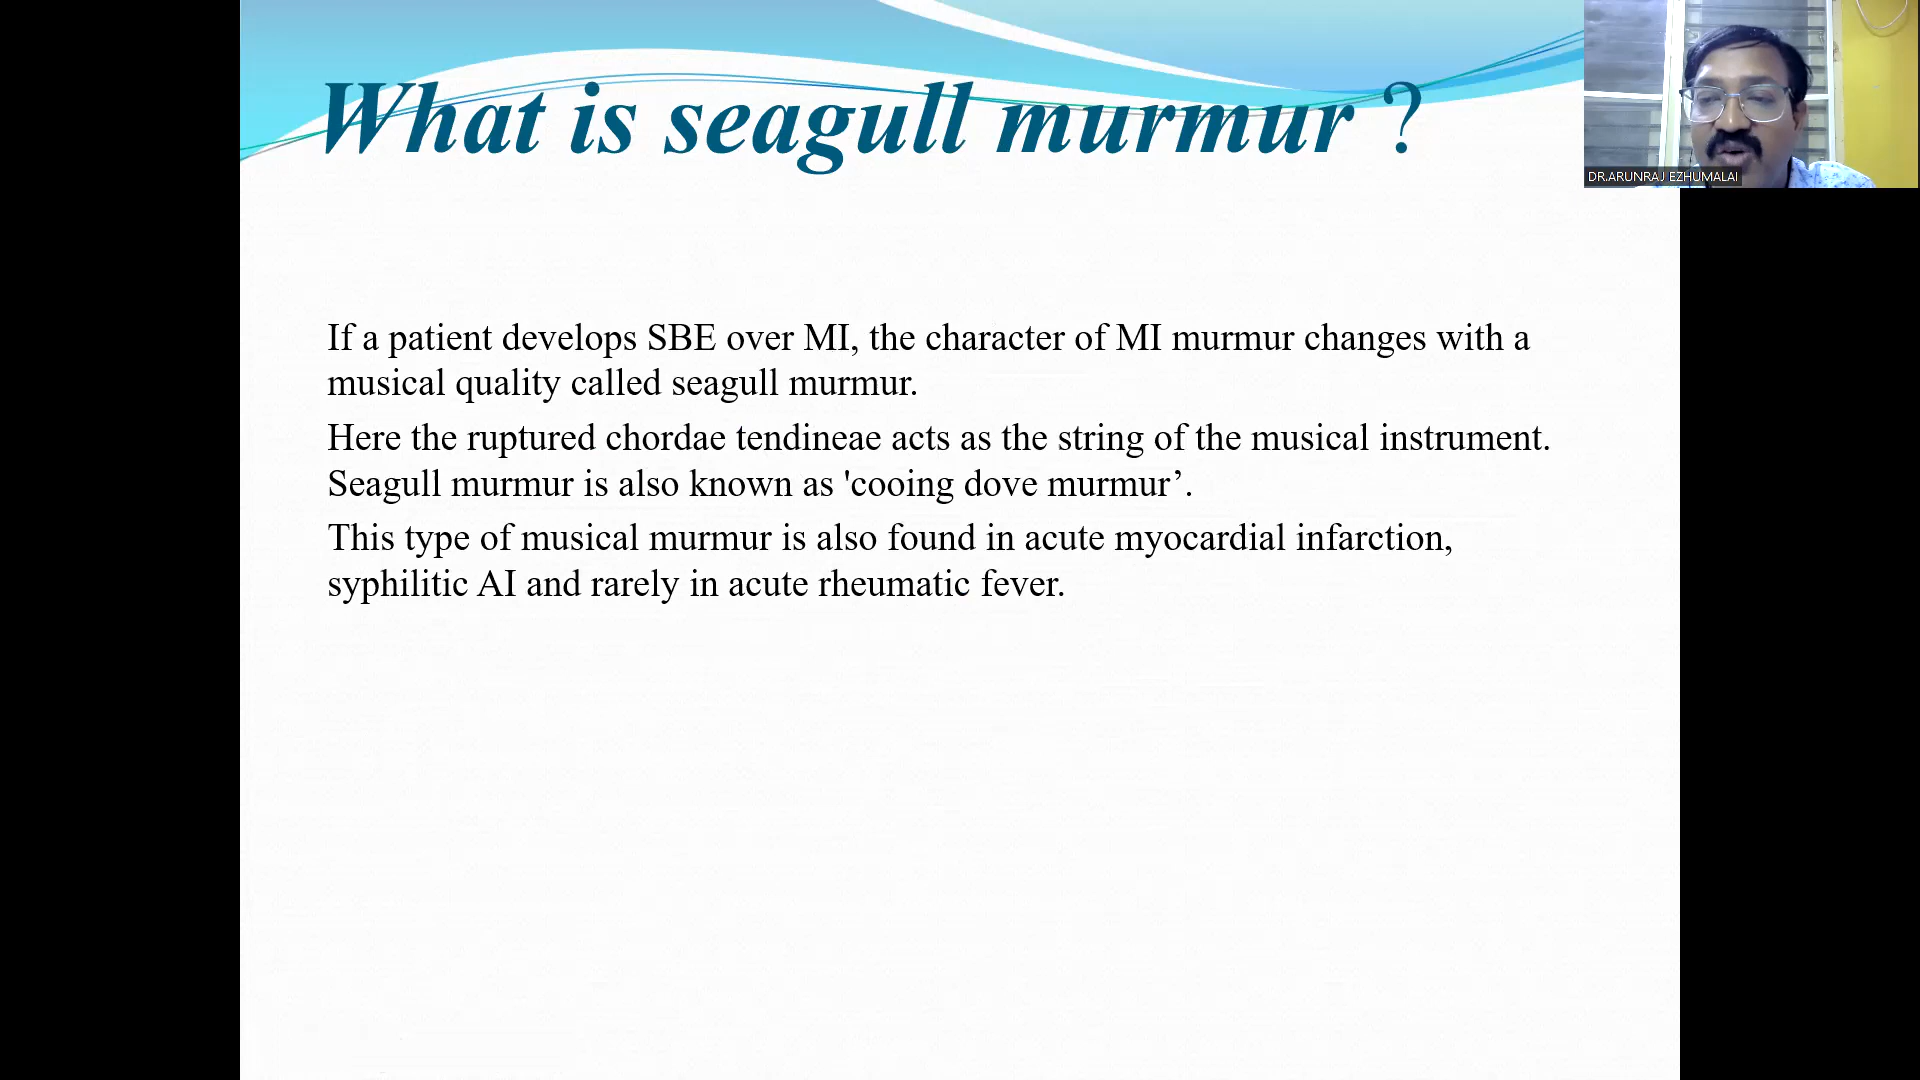 What is seagull murmur ?
DR.ARUNRAJ EZHUMALAI
If a patient develops SBE over MI, the character of MI murmur changes with a
musical quality called seagull murmur.
Here the ruptured chordae tendineae acts as the string of the musical instrument.
Seagull murmur is also known as 'cooing dove murmur’.
This type of musical murmur is also found in acute myocardial infarction,
syphilitic AI and rarely in acute rheumatic fever.